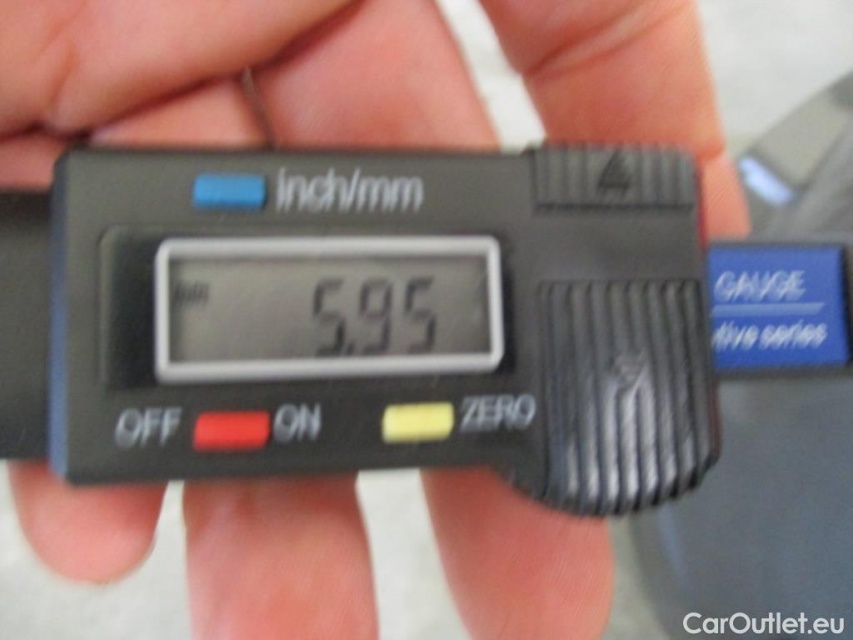 inch/mm
mm 5.95
OFF ON ZERO
GAUGE
tive series
CarOutlet.eu